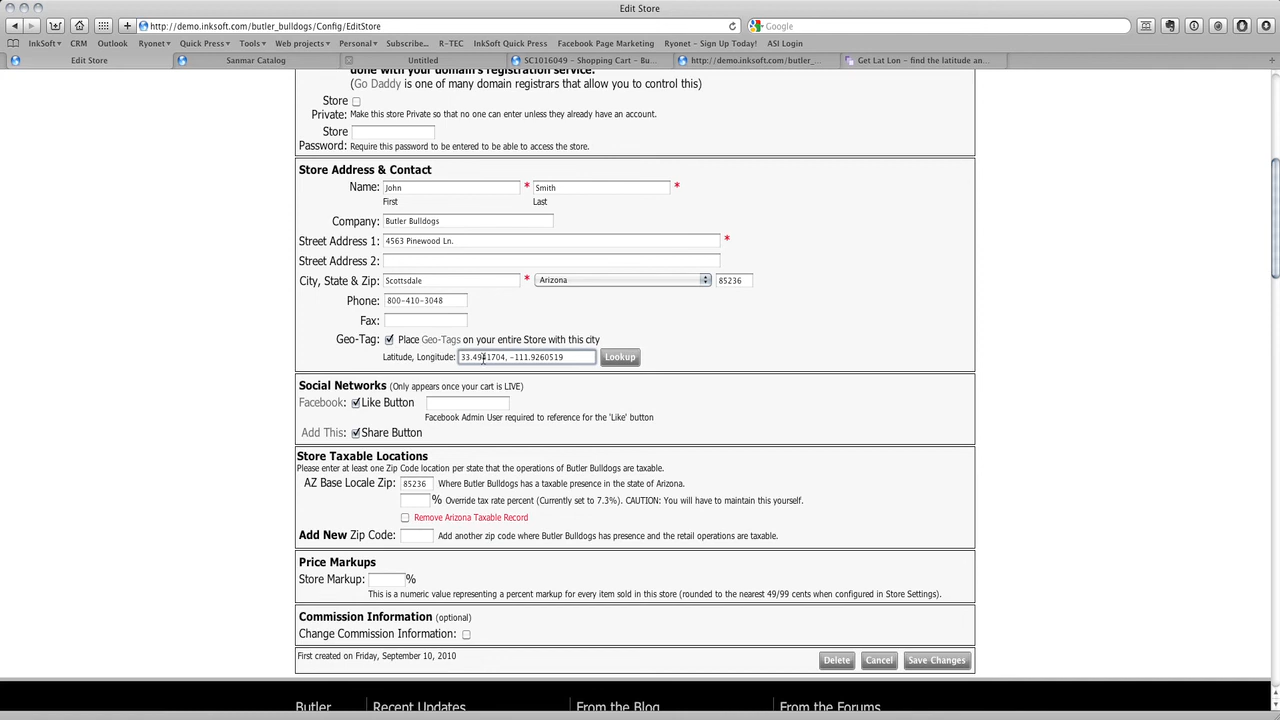 Edit Store
http://demo.inksoft.com/butler_bulldogs/Config/EditStore
Google
InkSoft CRM Outlook Ryonet Quick Press Tools Web projects Personal Subscribe... R-TEC InkSoft Quick Press Facebook Page Marketing Ryonet - Sign Up Today! ASI Login
Edit Store Sanmar Catalog Untitled SC1016049 - Shopping Cart - Bu... http://demo.inksoft.com/butler_... Get Lat Lon - find the latitude an...
done with your domain's registration service.
(Go Daddy is one of many domain registrars that allow you to control this)
Store Private: Make this store Private so that no one can enter unless they already have an account.
Store Password: Require this password to be entered to be able to access the store.
Store Address & Contact
Name: John * Smith *
First Last
Company: Butler Bulldogs
Street Address 1: 4563 Pinewood Ln. *
Street Address 2:
City, State & Zip: Scottsdale * Arizona 85236
Phone: 800-410-3048
Fax:
Geo-Tag: Place Geo-Tags on your entire Store with this city
Latitude, Longitude: 1704, -111.9260519 Lookup
Social Networks (Only appears once your cart is LIVE)
Facebook: Like Button
Facebook Admin User required to reference for the 'Like' button
Add This: Share Button
Store Taxable Locations
Please enter at least one Zip Code location per state that the operations of Butler Bulldogs are taxable.
AZ Base Locale Zip: 85236 Where Butler Bulldogs has a taxable presence in the state of Arizona.
% Override tax rate percent (Currently set to 7.3%). CAUTION: You will have to maintain this yourself.
Remove Arizona Taxable Record
Add New Zip Code: Add another zip code where Butler Bulldogs has presence and the retail operations are taxable.
Price Markups
Store Markup: %
This is a numeric value representing a percent markup for every item sold in this store (rounded to the nearest 49/99 cents when configured in Store Settings).
Commission Information (optional)
Change Commission Information:
First created on Friday, September 10, 2010 Delete Cancel Save Changes
Butler Recent Updates From the Blog From the Forums